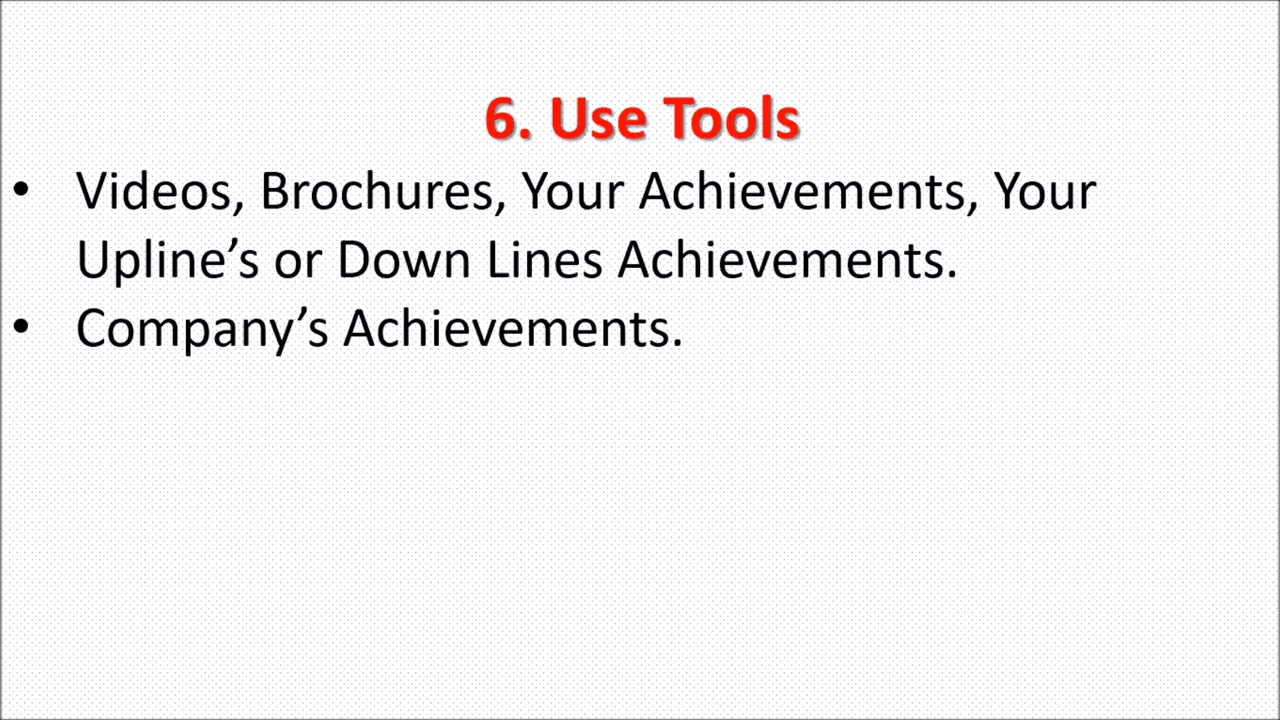 6. Use Tools
• Videos, Brochures, Your Achievements, Your
Upline’s or Down Lines Achievements.
• Company’s Achievements.